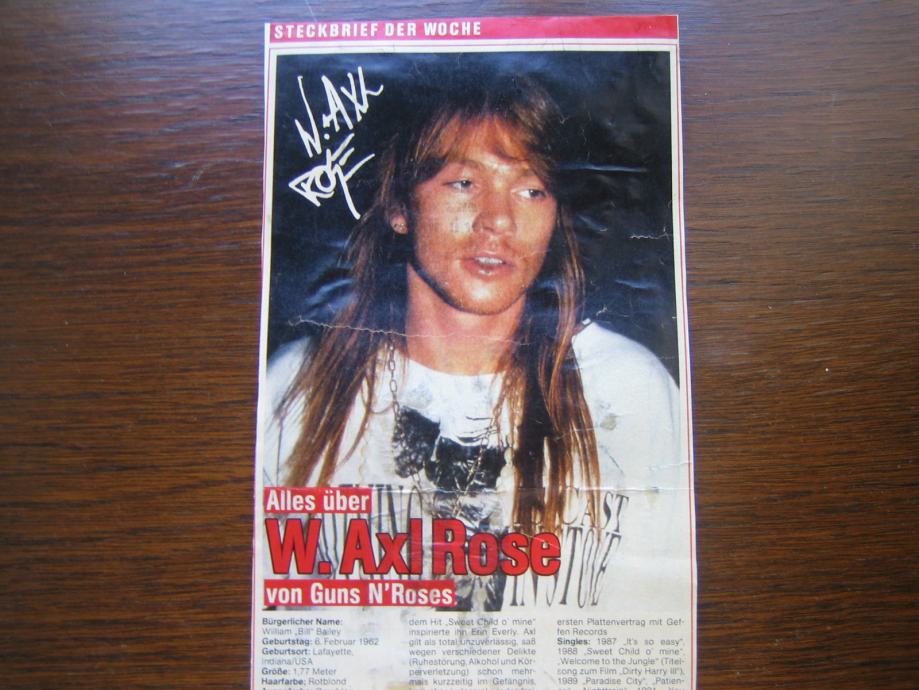 STECKBRIEF DER WOCHE
W. AXL
ROSE
Alles über
W. Axl Rose
von Guns N'Roses
Bürgerlicher Name:
William „Bill" Bailey
Geburtstag: 6. Februar 1962
Geburtsort: Lafayette,
Indiana/USA
Größe: 1,77 Meter
Haarfarbe: Rotblond
dem Hit „Sweet Child o' mine"
inspirierte ihn Erin Everly. Axl
gilt als total unzuverlässig, saß
wegen verschiedener Delikte
(Ruhestörung, Alkohol und Kör-
perverletzung) schon mehr-
mals kurzzeitig im Gefängnis,
ersten Plattenvertrag mit Gef-
fen Records
Singles: 1987 „It's so easy",
1988 „Sweet Child o' mine",
„Welcome to the Jungle" (Titel-
song zum Film „Dirty Harry III"),
1989 „Paradise City", „Patien-